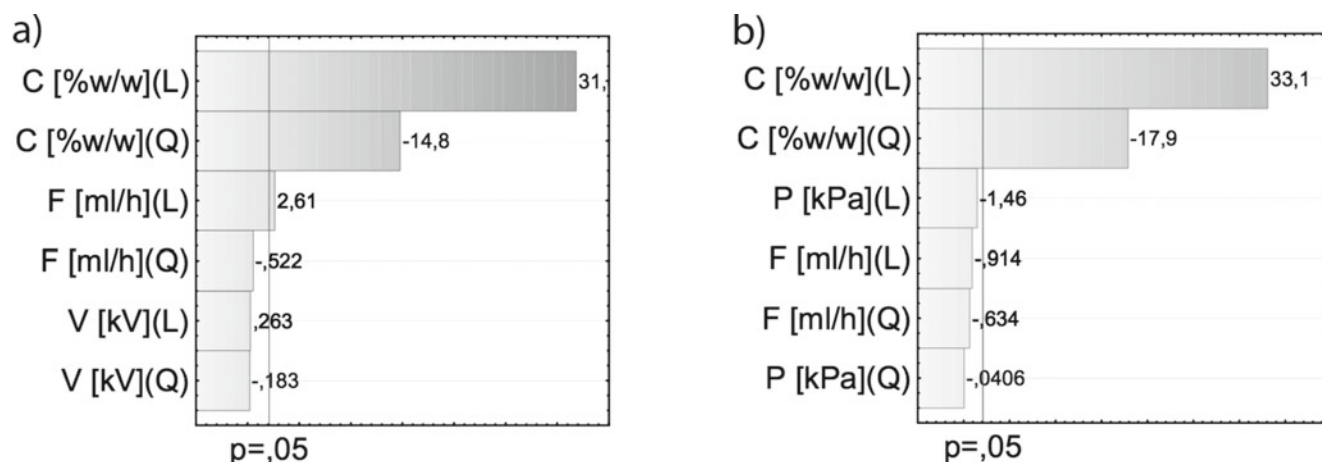 a)
C [%w/w](L)
31,
C [%w/w](Q)
-14,8
F [ml/h](L)
2,61
F [ml/h](Q)
-,522
V [kV](L)
,263
V [kV](Q)
-,183
p=,05
b)
C [%w/w](L)
33,1
C [%w/w](Q)
-17,9
P [kPa](L)
-1,46
F [ml/h](L)
-,914
F [ml/h](Q)
-,634
P [kPa](Q)
-,0406
p=,05